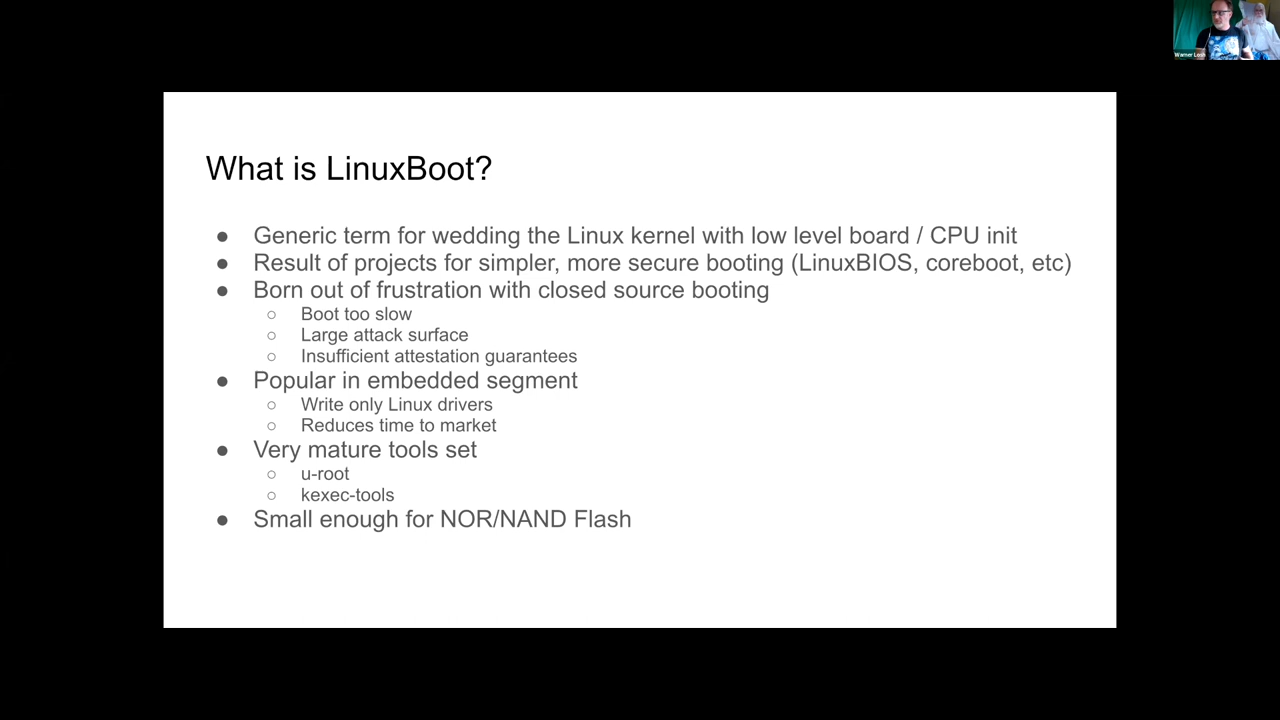 Warner Losh
What is LinuxBoot?
● Generic term for wedding the Linux kernel with low level board / CPU init
● Result of projects for simpler, more secure booting (LinuxBIOS, coreboot, etc)
● Born out of frustration with closed source booting
○ Boot too slow
○ Large attack surface
○ Insufficient attestation guarantees
● Popular in embedded segment
○ Write only Linux drivers
○ Reduces time to market
● Very mature tools set
○ u-root
○ kexec-tools
● Small enough for NOR/NAND Flash